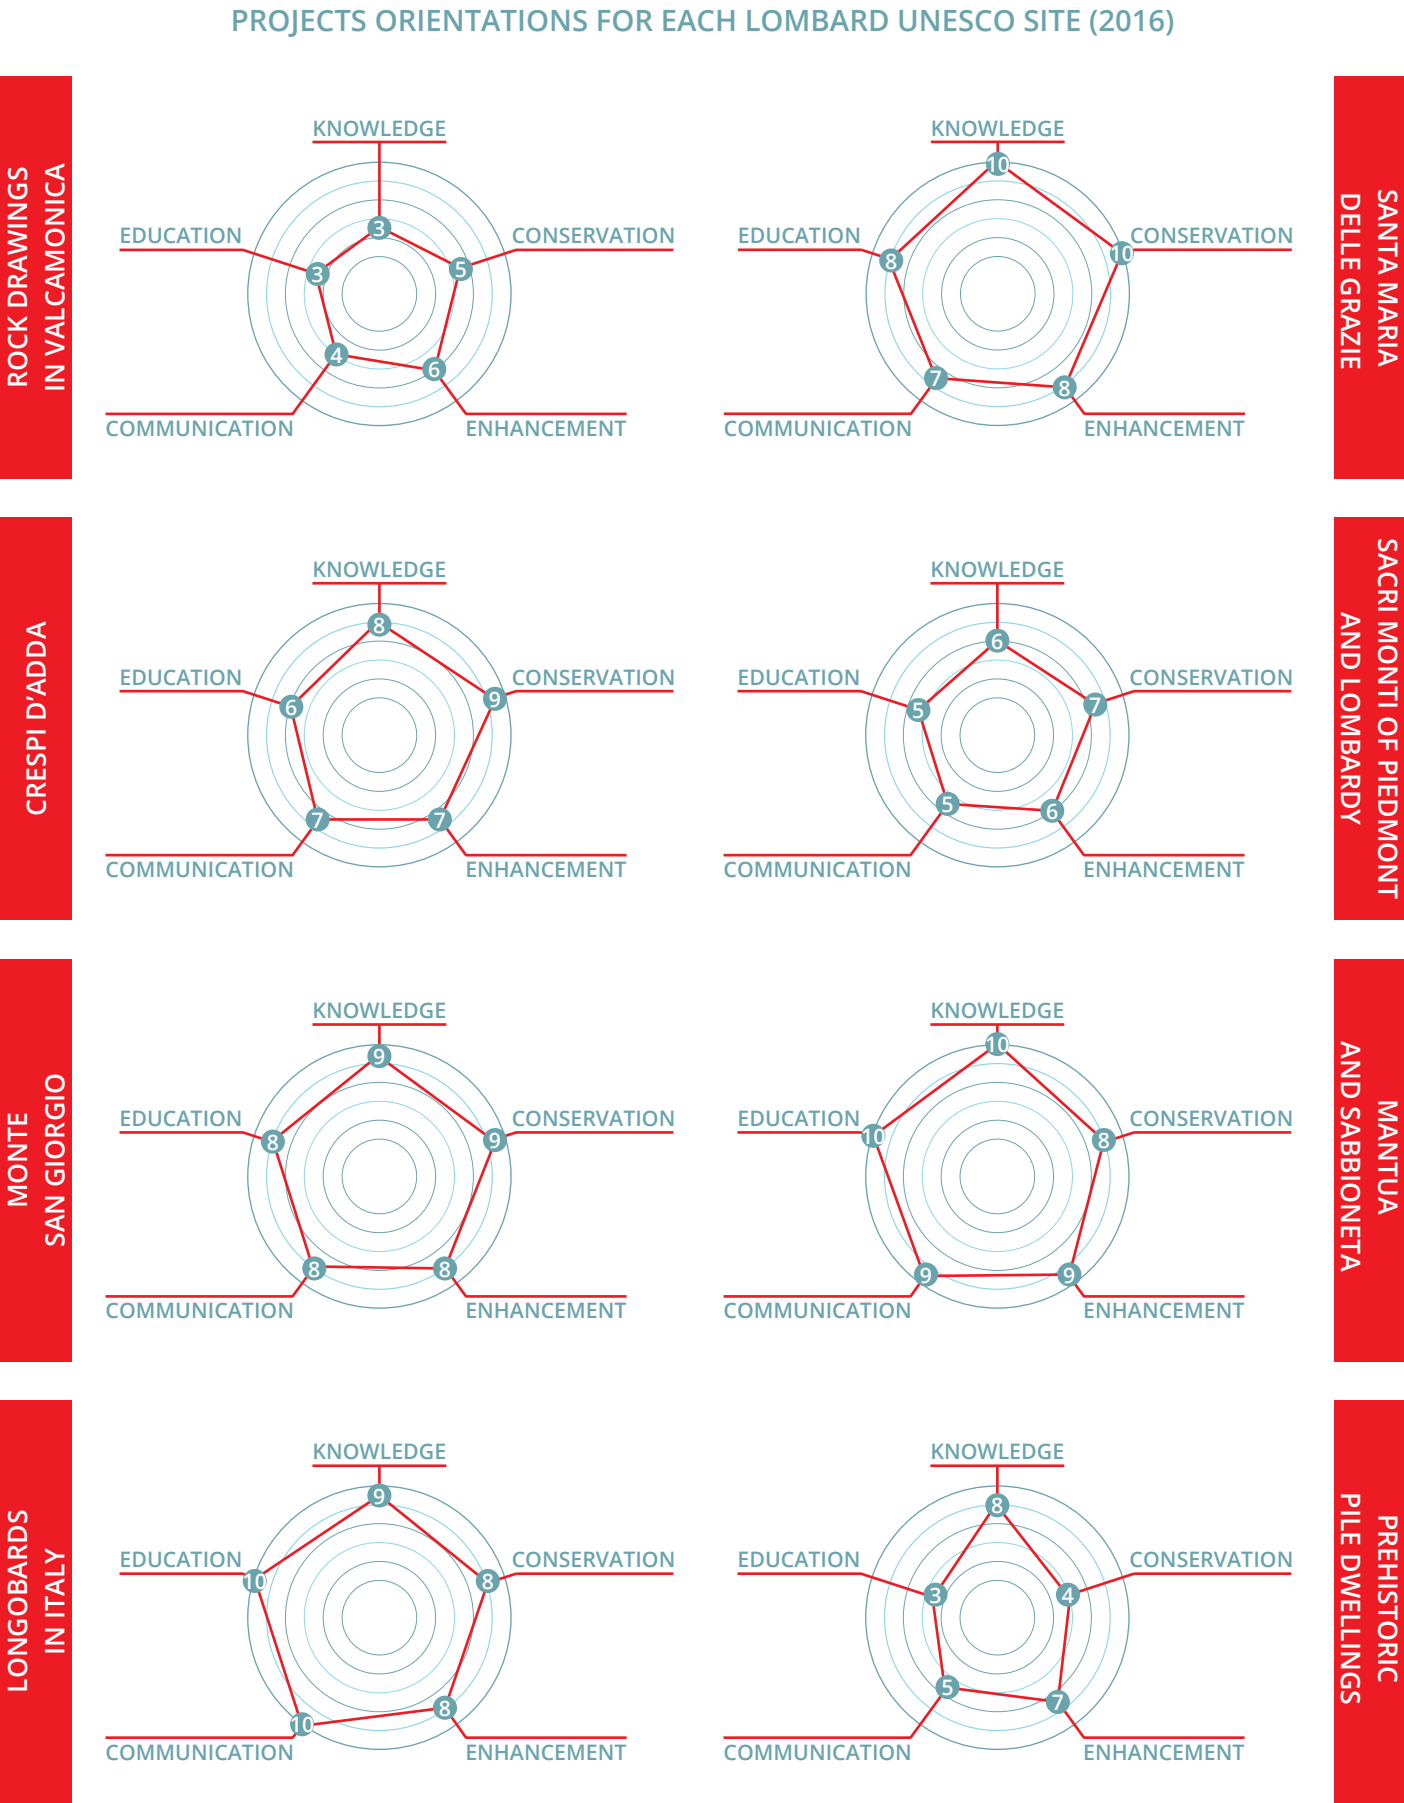 PROJECTS ORIENTATIONS FOR EACH LOMBARD UNESCO SITE (2016)
ROCK DRAWINGS
IN VALCAMONICA
KNOWLEDGE
EDUCATION
CONSERVATION
3
3
5
4
6
COMMUNICATION
ENHANCEMENT
SANTA MARIA
DELLE GRAZIE
KNOWLEDGE
EDUCATION
CONSERVATION
10
8
10
7
8
COMMUNICATION
ENHANCEMENT
CRESPI D'ADDA
KNOWLEDGE
EDUCATION
CONSERVATION
8
6
9
7
7
COMMUNICATION
ENHANCEMENT
SACRI MONTI OF PIEDMONT
AND LOMBARDY
KNOWLEDGE
EDUCATION
CONSERVATION
6
5
7
5
6
COMMUNICATION
ENHANCEMENT
MONTE
SAN GIORGIO
KNOWLEDGE
EDUCATION
CONSERVATION
9
8
9
8
8
COMMUNICATION
ENHANCEMENT
MANTUA
AND SABBIONETA
KNOWLEDGE
EDUCATION
CONSERVATION
10
10
8
9
9
COMMUNICATION
ENHANCEMENT
LONGOBARDS
IN ITALY
KNOWLEDGE
EDUCATION
CONSERVATION
9
10
8
10
8
COMMUNICATION
ENHANCEMENT
PREHISTORIC
PILE DWELLINGS
KNOWLEDGE
EDUCATION
CONSERVATION
8
3
4
5
7
COMMUNICATION
ENHANCEMENT